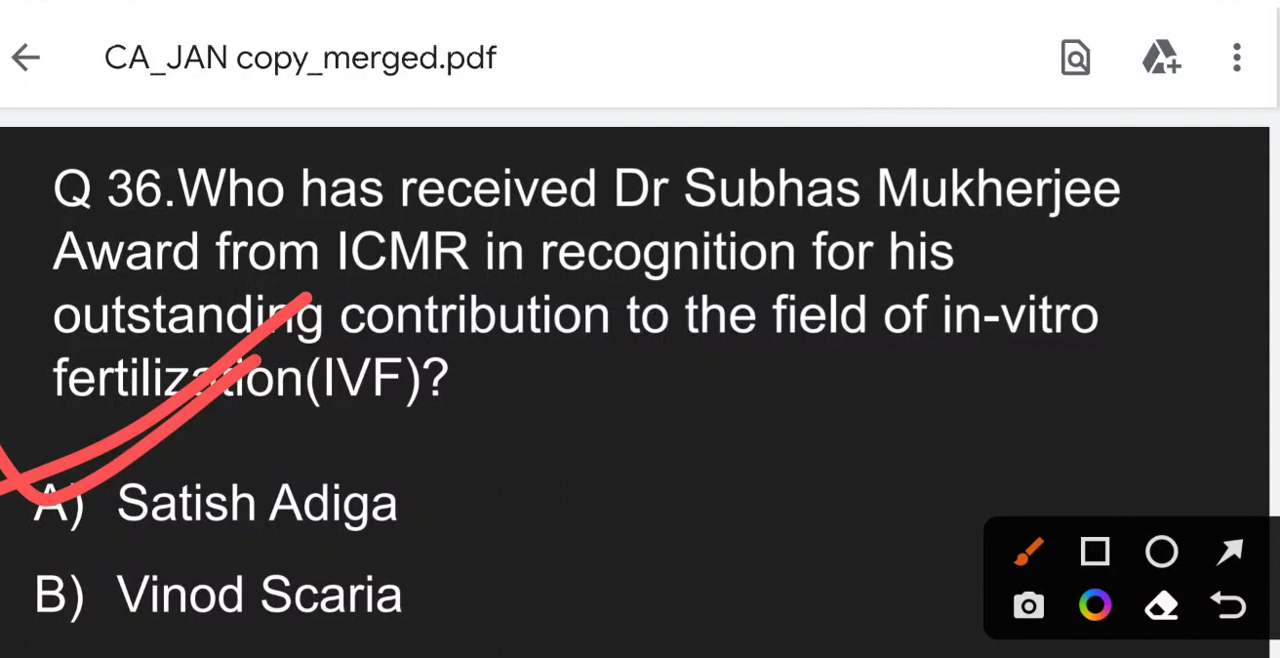 CA_JAN copy_merged.pdf
Q 36.Who has received Dr Subhas Mukherjee
Award from ICMR in recognition for his
outstanding contribution to the field of in-vitro
fertilization(IVF)?
A) Satish Adiga
B) Vinod Scaria